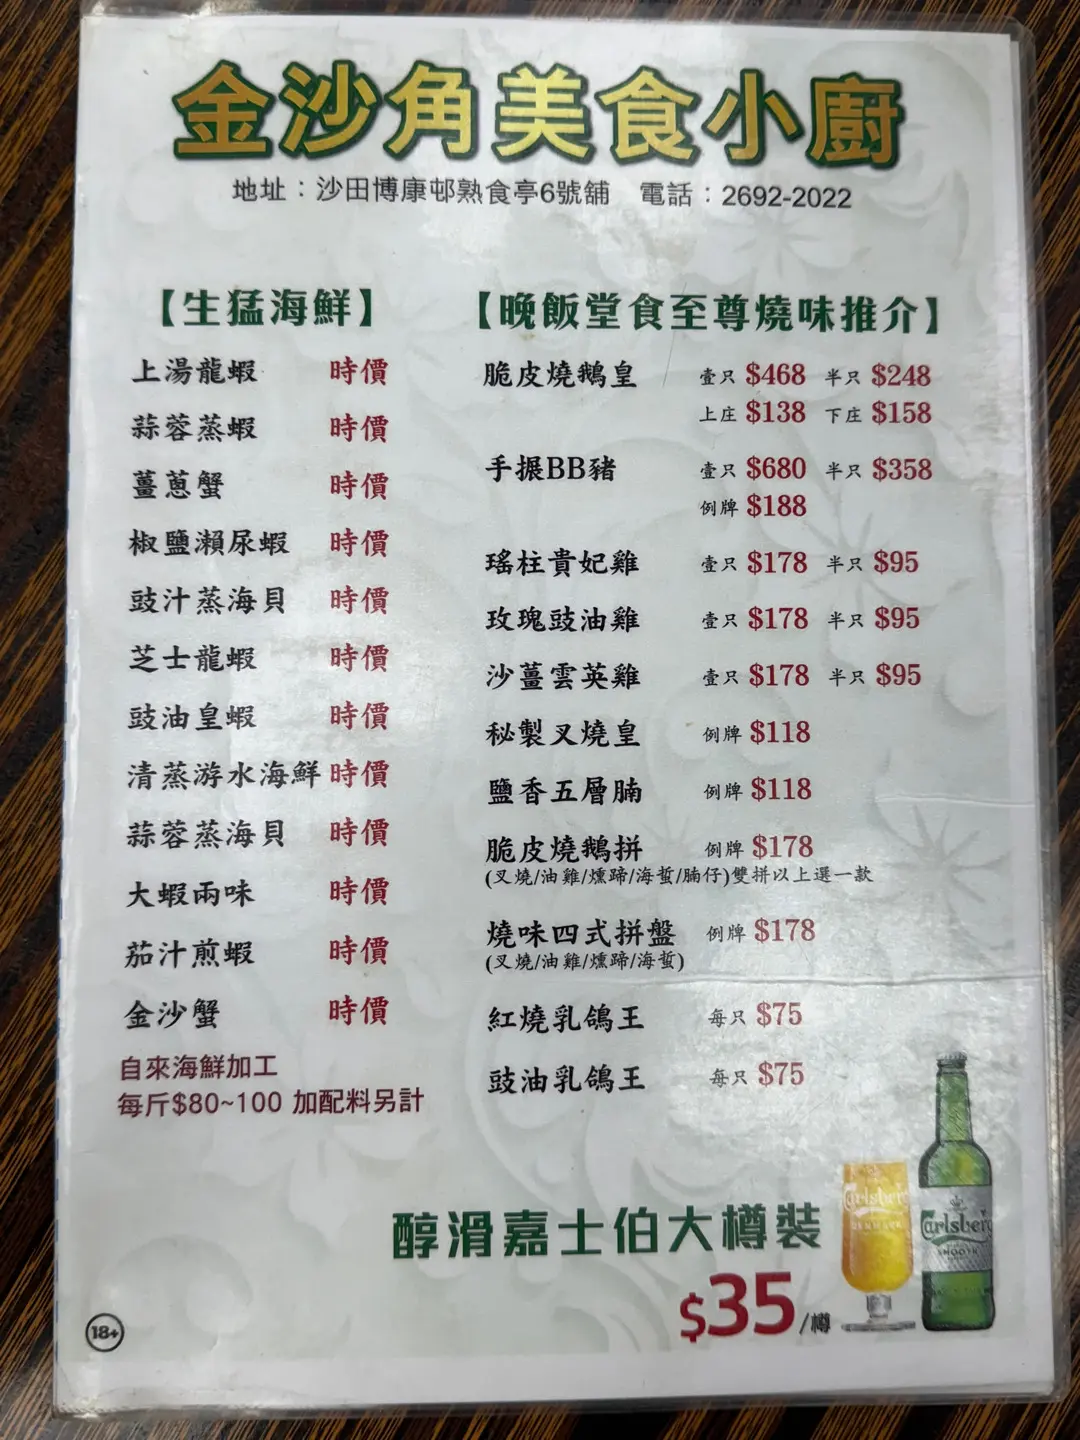 金沙角美食小廚
地址：沙田博康邨熟食亭6號舖 電話：2692-2022
【生猛海鮮】
上湯龍蝦 時價
蒜蓉蒸蝦 時價
薑蔥蟹 時價
椒鹽瀨尿蝦 時價
豉汁蒸海貝 時價
芝士龍蝦 時價
豉油皇蝦 時價
清蒸游水海鮮 時價
蒜蓉蒸海貝 時價
大蝦兩味 時價
茄汁煎蝦 時價
金沙蟹 時價
自來海鮮加工
每斤$80~100 加配料另計
【晚飯堂食至尊燒味推介】
脆皮燒鵝皇 壹只 $468 半只 $248
上庄 $138 下庄 $158
手搌BB豬 壹只 $680 半只 $358
例牌 $188
瑤柱貴妃雞 壹只 $178 半只 $95
玫瑰豉油雞 壹只 $178 半只 $95
沙薑雲英雞 壹只 $178 半只 $95
秘製叉燒皇 例牌 $118
鹽香五層腩 例牌 $118
脆皮燒鵝拼 例牌 $178
(叉燒/油雞/燻蹄/海蜇/腩仔)雙拼以上選一款
燒味四式拼盤 例牌 $178
(叉燒/油雞/燻蹄/海蜇)
紅燒乳鴿王 每只 $75
豉油乳鴿王 每只 $75
醇滑嘉士伯大樽裝
$35/樽
Carlsberg
DENMARK
Carlsberg
SMOOTH
18+